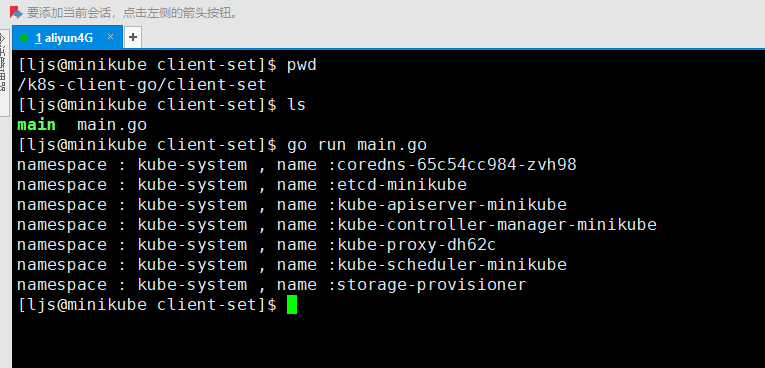 要添加当前会话，点击左侧的箭头按钮。
1 aliyun4G × +
[ljs@minikube client-set]$ pwd
/k8s-client-go/client-set
[ljs@minikube client-set]$ ls
main  main.go
[ljs@minikube client-set]$ go run main.go
namespace : kube-system , name :coredns-65c54cc984-zvh98
namespace : kube-system , name :etcd-minikube
namespace : kube-system , name :kube-apiserver-minikube
namespace : kube-system , name :kube-controller-manager-minikube
namespace : kube-system , name :kube-proxy-dh62c
namespace : kube-system , name :kube-scheduler-minikube
namespace : kube-system , name :storage-provisioner
[ljs@minikube client-set]$